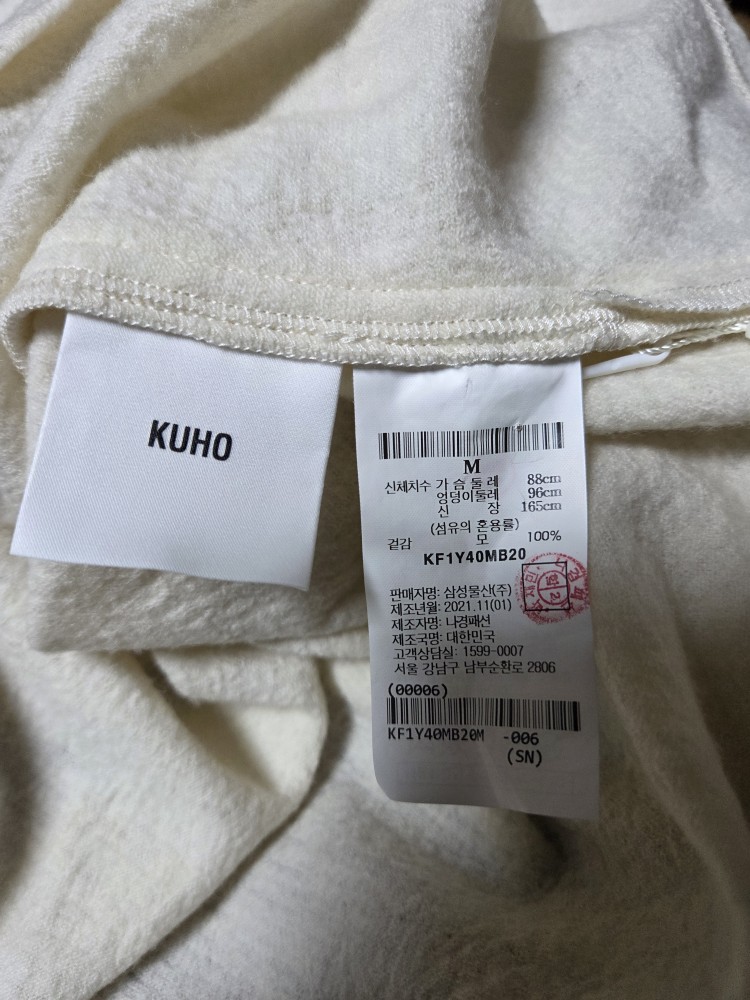 KUHO
M
신체치수 가 슴 둘 레 88cm
엉덩이둘레 96cm
신 장 165cm
(섬유의 혼용률)
겉감 모 100%
KF1Y40MB20
판매자명: 삼성물산(주)
제조년월: 2021.11(01)
제조자명: 나경패션
제조국명: 대한민국
고객상담실: 1599-0007
서울 강남구 남부순환로 2806
(00006)
KF1Y40MB20M -006
(SN)